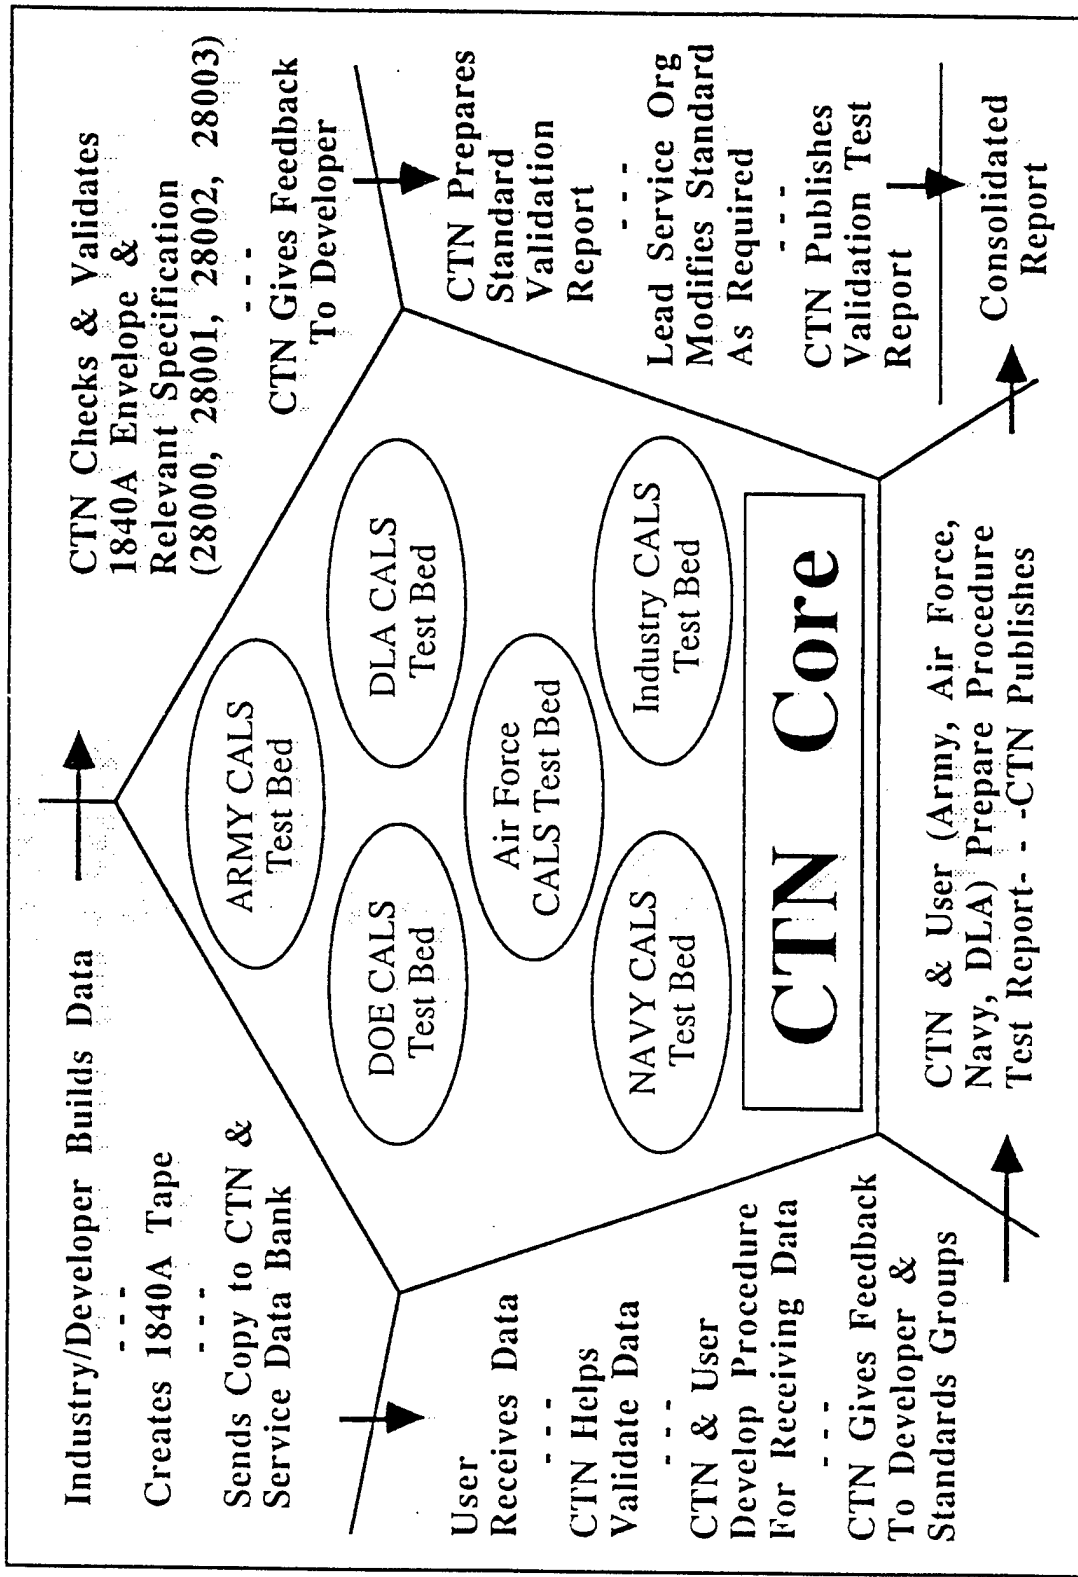 Industry/Developer Builds Data
- - -
Creates 1840A Tape
- - -
Sends Copy to CTN &
Service Data Bank
CTN Checks & Validates
1840A Envelope &
Relevant Specification
(28000, 28001, 28002, 28003)
- - -
CTN Gives Feedback
To Developer
ARMY CALS
Test Bed
DOE CALS
Test Bed
DLA CALS
Test Bed
Air Force
CALS Test Bed
NAVY CALS
Test Bed
Industry CALS
Test Bed
CTN Core
User
Receives Data
- - -
CTN Helps
Validate Data
- - -
CTN & User
Develop Procedure
For Receiving Data
- - -
CTN Gives Feedback
To Developer &
Standards Groups
CTN Prepares
Standard
Validation
Report
- - -
Lead Service Org
Modifies Standard
As Required
- - -
CTN Publishes
Validation Test
Report
CTN & User (Army, Air Force,
Navy, DLA) Prepare Procedure
Test Report- - -CTN Publishes
Consolidated
Report